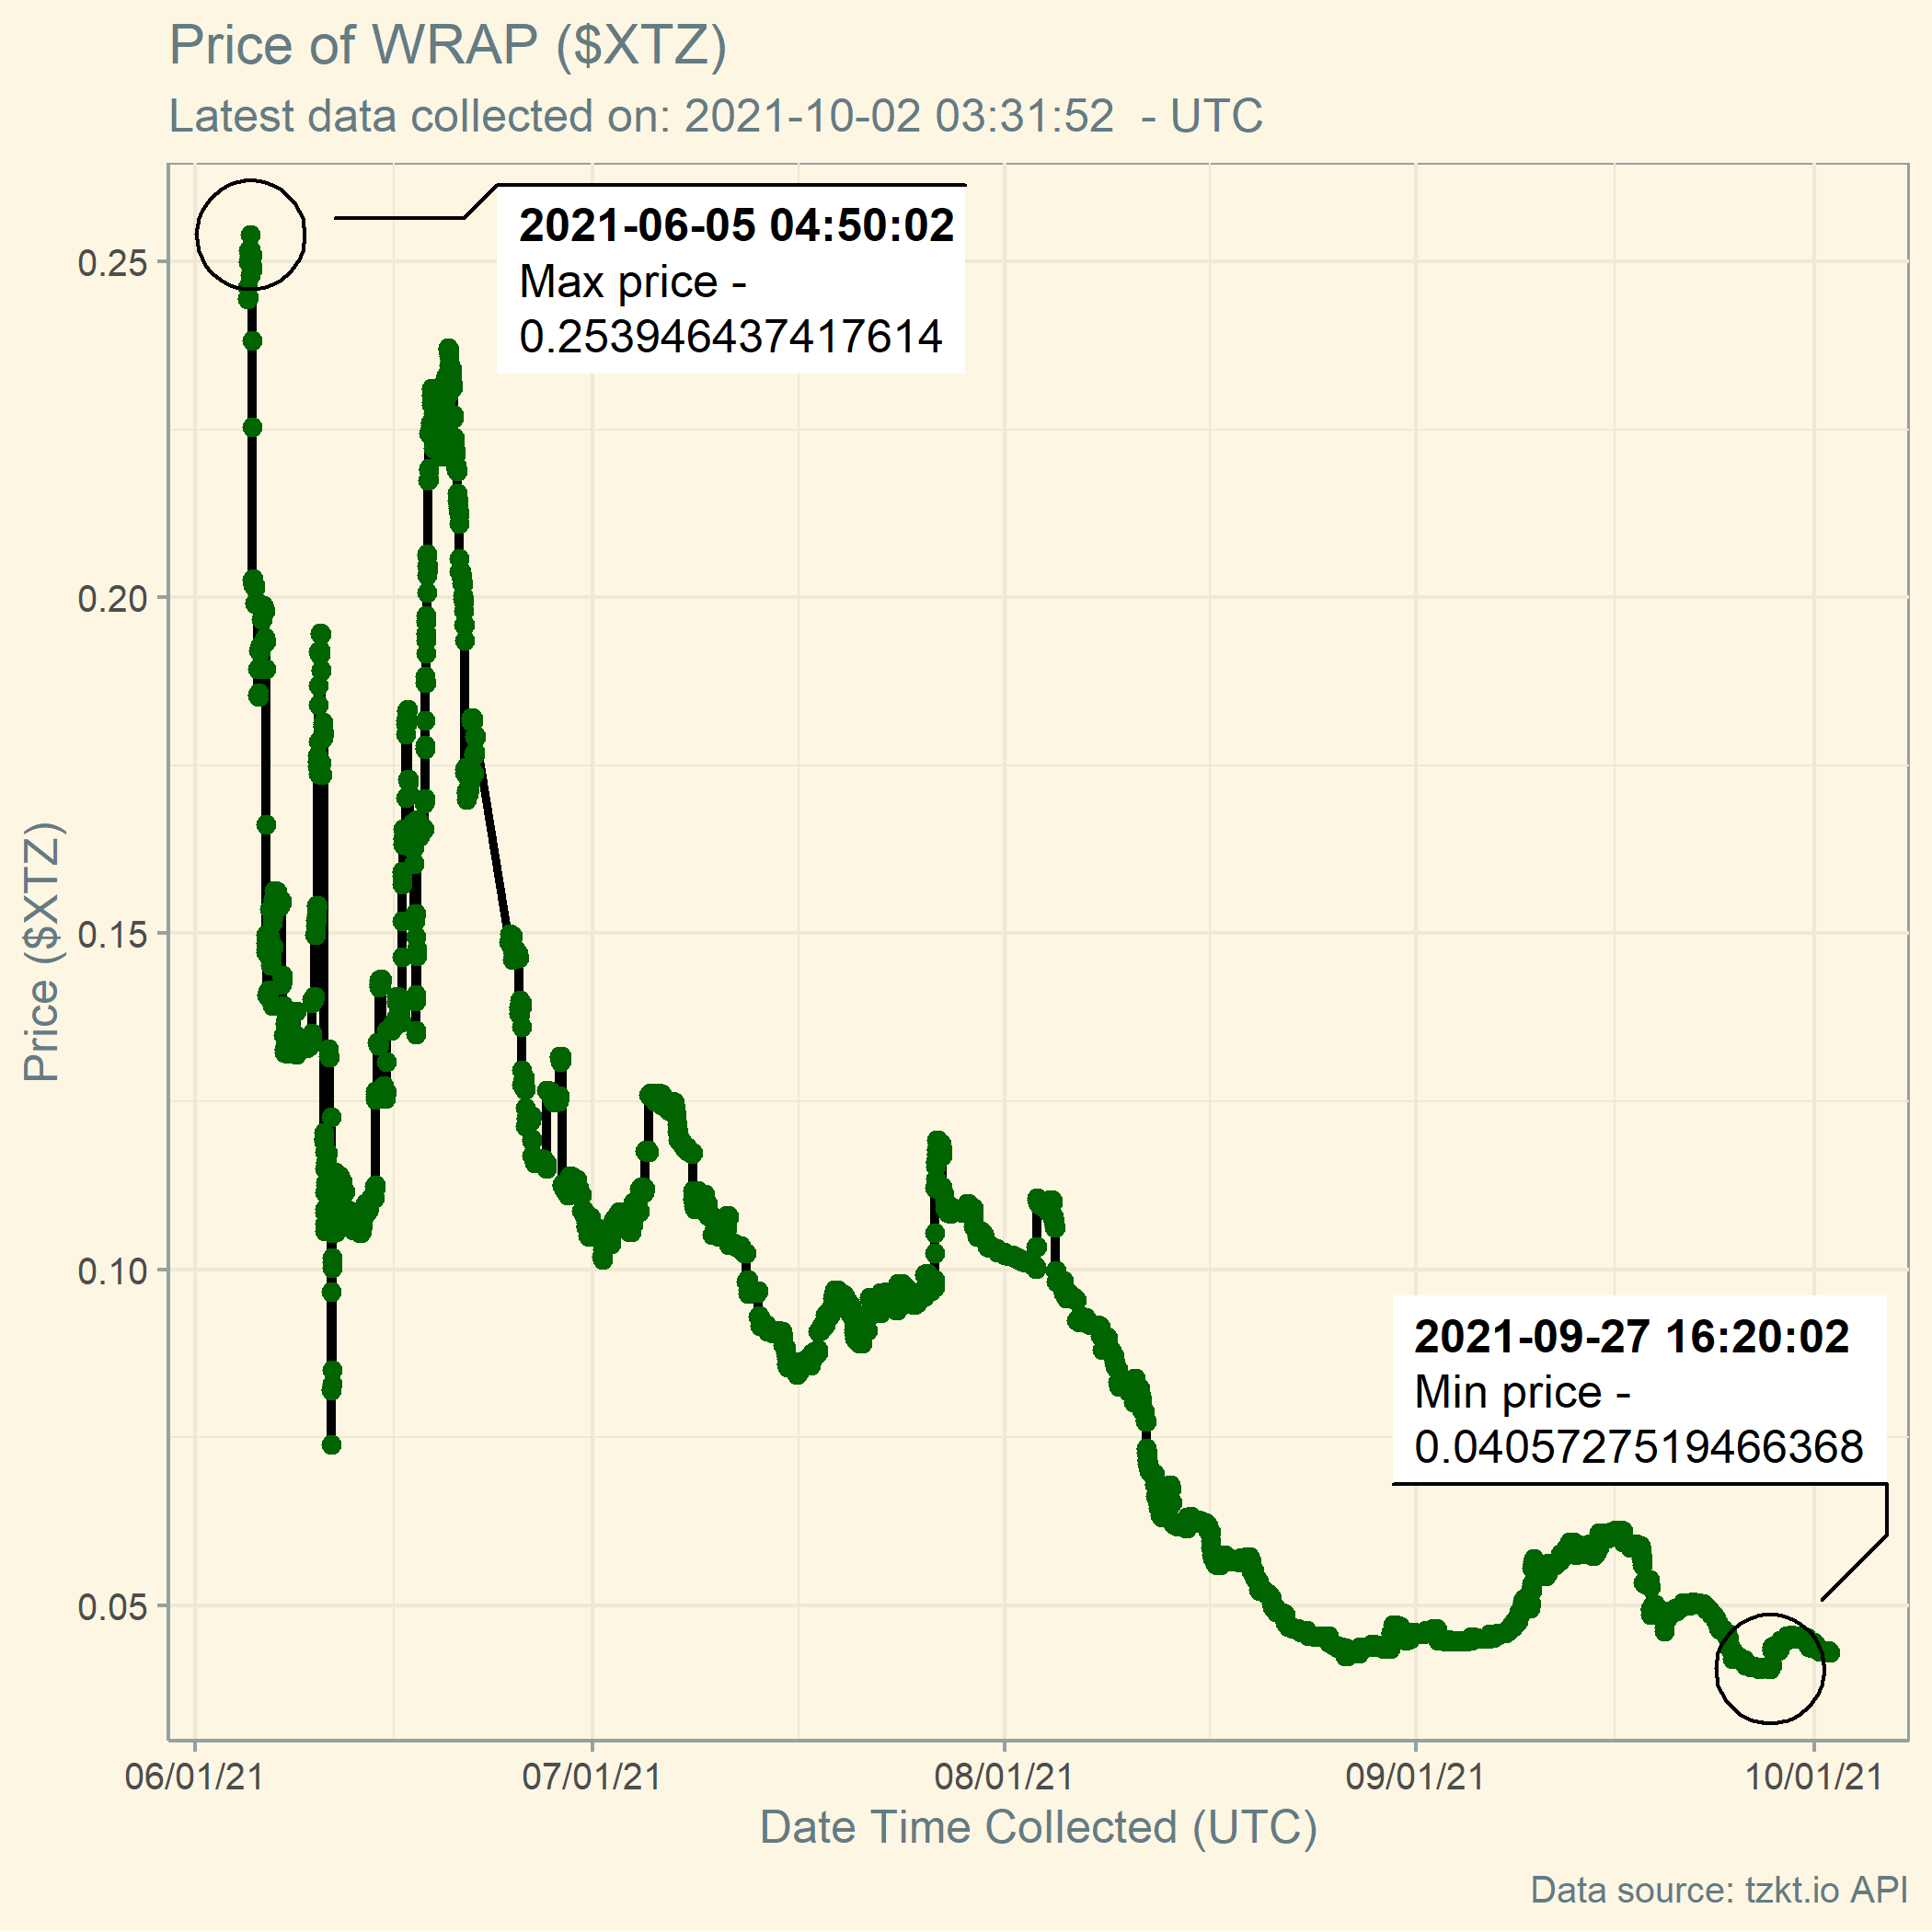 Price of WRAP ($XTZ)
Latest data collected on: 2021-10-02 03:31:52  - UTC
2021-06-05 04:50:02
Max price -
0.253946437417614
0.25
0.20
0.15
0.10
0.05
Price ($XTZ)
2021-09-27 16:20:02
Min price -
0.0405727519466368
06/01/21
07/01/21
08/01/21
09/01/21
10/01/21
Date Time Collected (UTC)
Data source: tzkt.io API